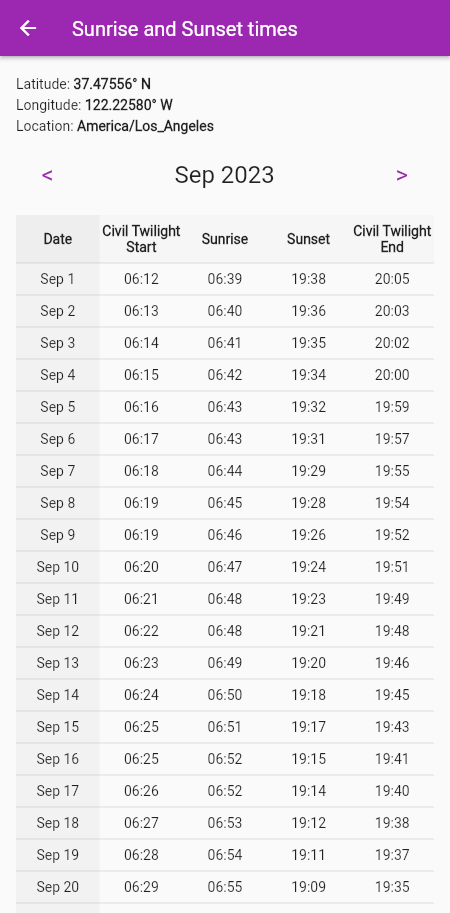 Sunrise and Sunset times
Latitude: 37.47556° N
Longitude: 122.22580° W
Location: America/Los_Angeles
< Sep 2023 >
Date Civil Twilight Start Sunrise Sunset Civil Twilight End
Sep 1 06:12 06:39 19:38 20:05
Sep 2 06:13 06:40 19:36 20:03
Sep 3 06:14 06:41 19:35 20:02
Sep 4 06:15 06:42 19:34 20:00
Sep 5 06:16 06:43 19:32 19:59
Sep 6 06:17 06:43 19:31 19:57
Sep 7 06:18 06:44 19:29 19:55
Sep 8 06:19 06:45 19:28 19:54
Sep 9 06:19 06:46 19:26 19:52
Sep 10 06:20 06:47 19:24 19:51
Sep 11 06:21 06:48 19:23 19:49
Sep 12 06:22 06:48 19:21 19:48
Sep 13 06:23 06:49 19:20 19:46
Sep 14 06:24 06:50 19:18 19:45
Sep 15 06:25 06:51 19:17 19:43
Sep 16 06:25 06:52 19:15 19:41
Sep 17 06:26 06:52 19:14 19:40
Sep 18 06:27 06:53 19:12 19:38
Sep 19 06:28 06:54 19:11 19:37
Sep 20 06:29 06:55 19:09 19:35